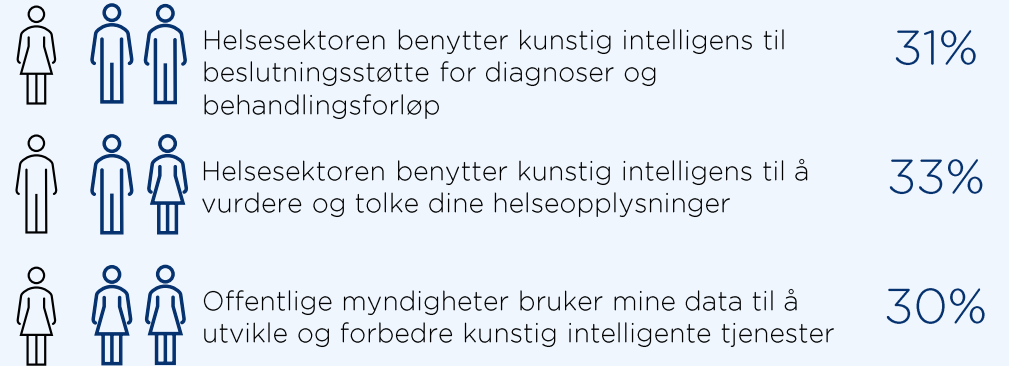 Helsesektoren benytter kunstig intelligens til
beslutningsstøtte for diagnoser og
behandlingsforløp
31%
Helsesektoren benytter kunstig intelligens til å
vurdere og tolke dine helseopplysninger
33%
Offentlige myndigheter bruker mine data til å
utvikle og forbedre kunstig intelligente tjenester
30%